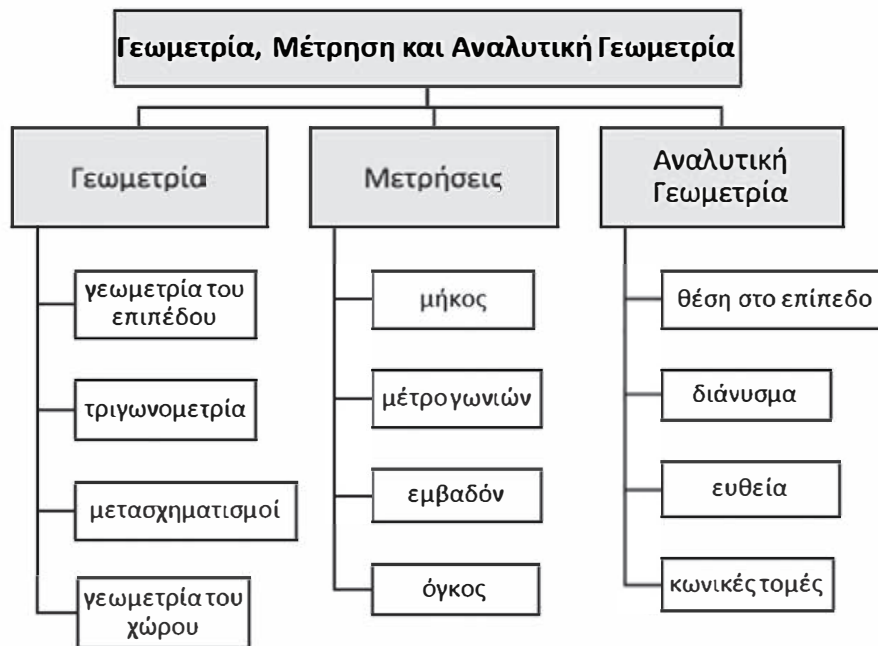 Γεωμετρία, Μέτρηση και Αναλυτική Γεωμετρία
Γεωμετρία
γεωμετρία του
επιπέδου
τριγωνομετρία
μετασχηματισμοί
γεωμετρία του
χώρου
Μετρήσεις
μήκος
μέτρο γωνιών
εμβαδόν
όγκος
Αναλυτική
Γεωμετρία
θέση στο επίπεδο
διάνυσμα
ευθεία
κωνικές τομές